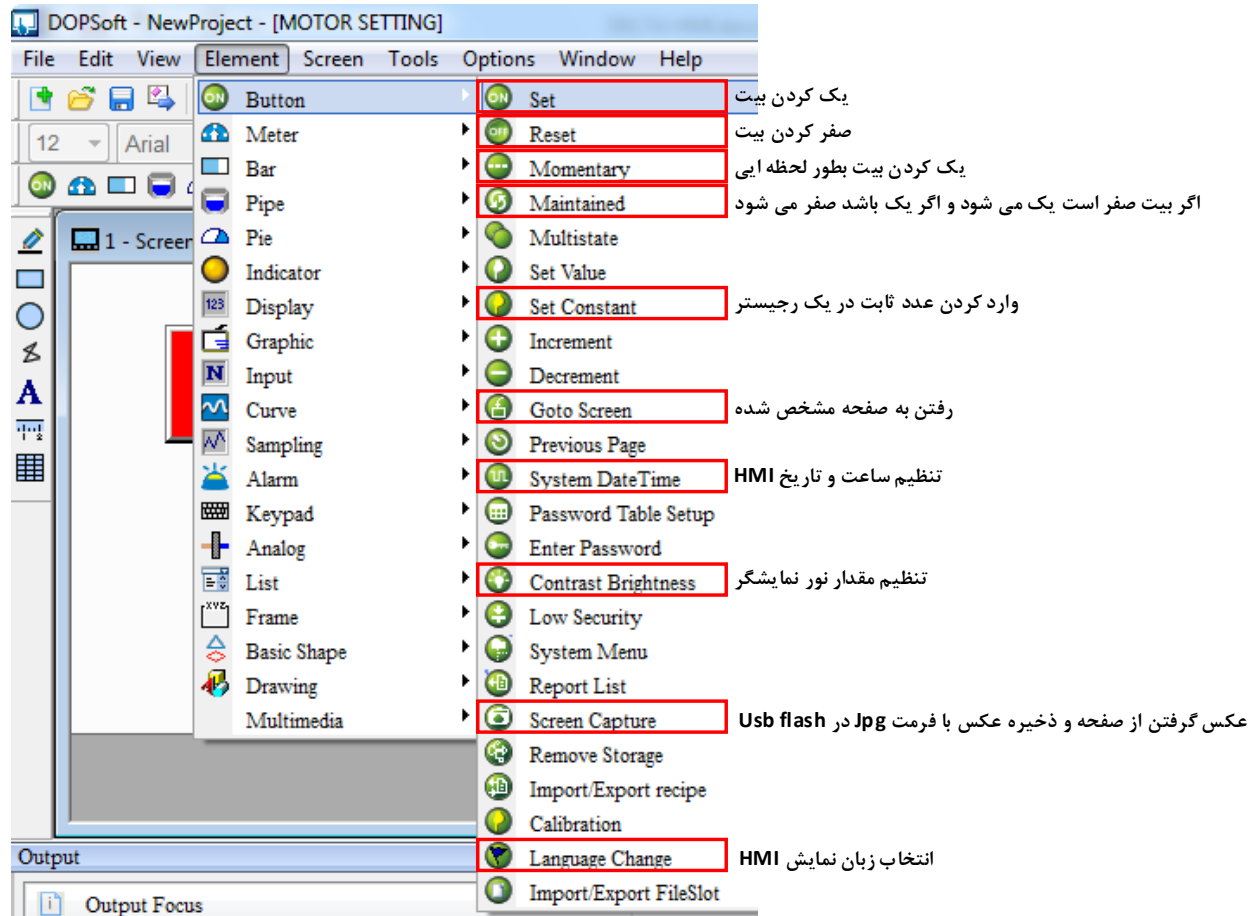 DOPSoft - NewProject - [MOTOR SETTING]
File Edit View Element Screen Tools Options Window Help
12 Arial
1 - Screen
Button
Meter
Bar
Pipe
Pie
Indicator
Display
Graphic
Input
Curve
Sampling
Alarm
Keypad
Analog
List
Frame
Basic Shape
Drawing
Multimedia
Set یک کردن بیت
Reset صفر کردن بیت
Momentary یک کردن بیت بطور لحظه ایی
Maintained اگر بیت صفر است یک می شود و اگر یک باشد صفر می شود
Multistate
Set Value
Set Constant وارد کردن عدد ثابت در یک رجیستر
Increment
Decrement
Goto Screen رفتن به صفحه مشخص شده
Previous Page
System DateTime تنظیم ساعت و تاریخ HMI
Password Table Setup
Enter Password
Contrast Brightness تنظیم مقدار نور نمایشگر
Low Security
System Menu
Report List
Screen Capture عکس گرفتن از صفحه و ذخیره عکس با فرمت Jpg در Usb flash
Remove Storage
Import/Export recipe
Calibration
Language Change انتخاب زبان نمایش HMI
Import/Export FileSlot
Output
Output Focus